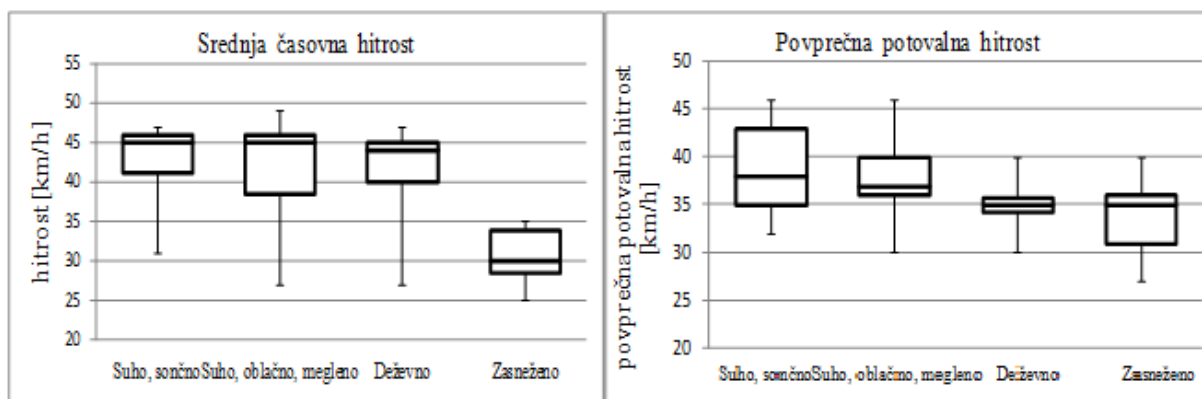 Srednja časovna hitrost
55
50
45
40
35
30
25
20
hitrost [km/h]
Suho, sončno
Suho, oblačno, megleno
Deževno
Zasneženo
Povprečna potovalna hitrost
50
45
40
35
30
25
20
povprečna potovalna hitrost
[km/h]
Suho, sončno
Suho, oblačno, megleno
Deževno
Zasneženo